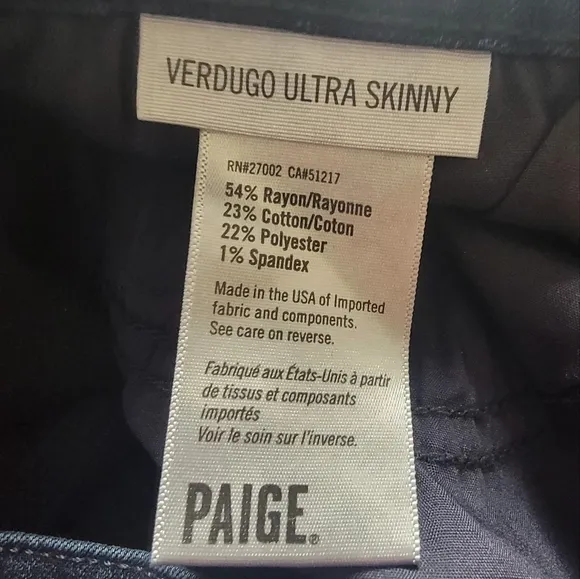 VERDUGO ULTRA SKINNY
RN#27002 CA#51217
54% Rayon/Rayonne
23% Cotton/Coton
22% Polyester
1% Spandex
Made in the USA of Imported
fabric and components.
See care on reverse.
Fabriqué aux États-Unis à partir
de tissus et composants
importés
Voir le soin sur l'inverse.
PAIGE®